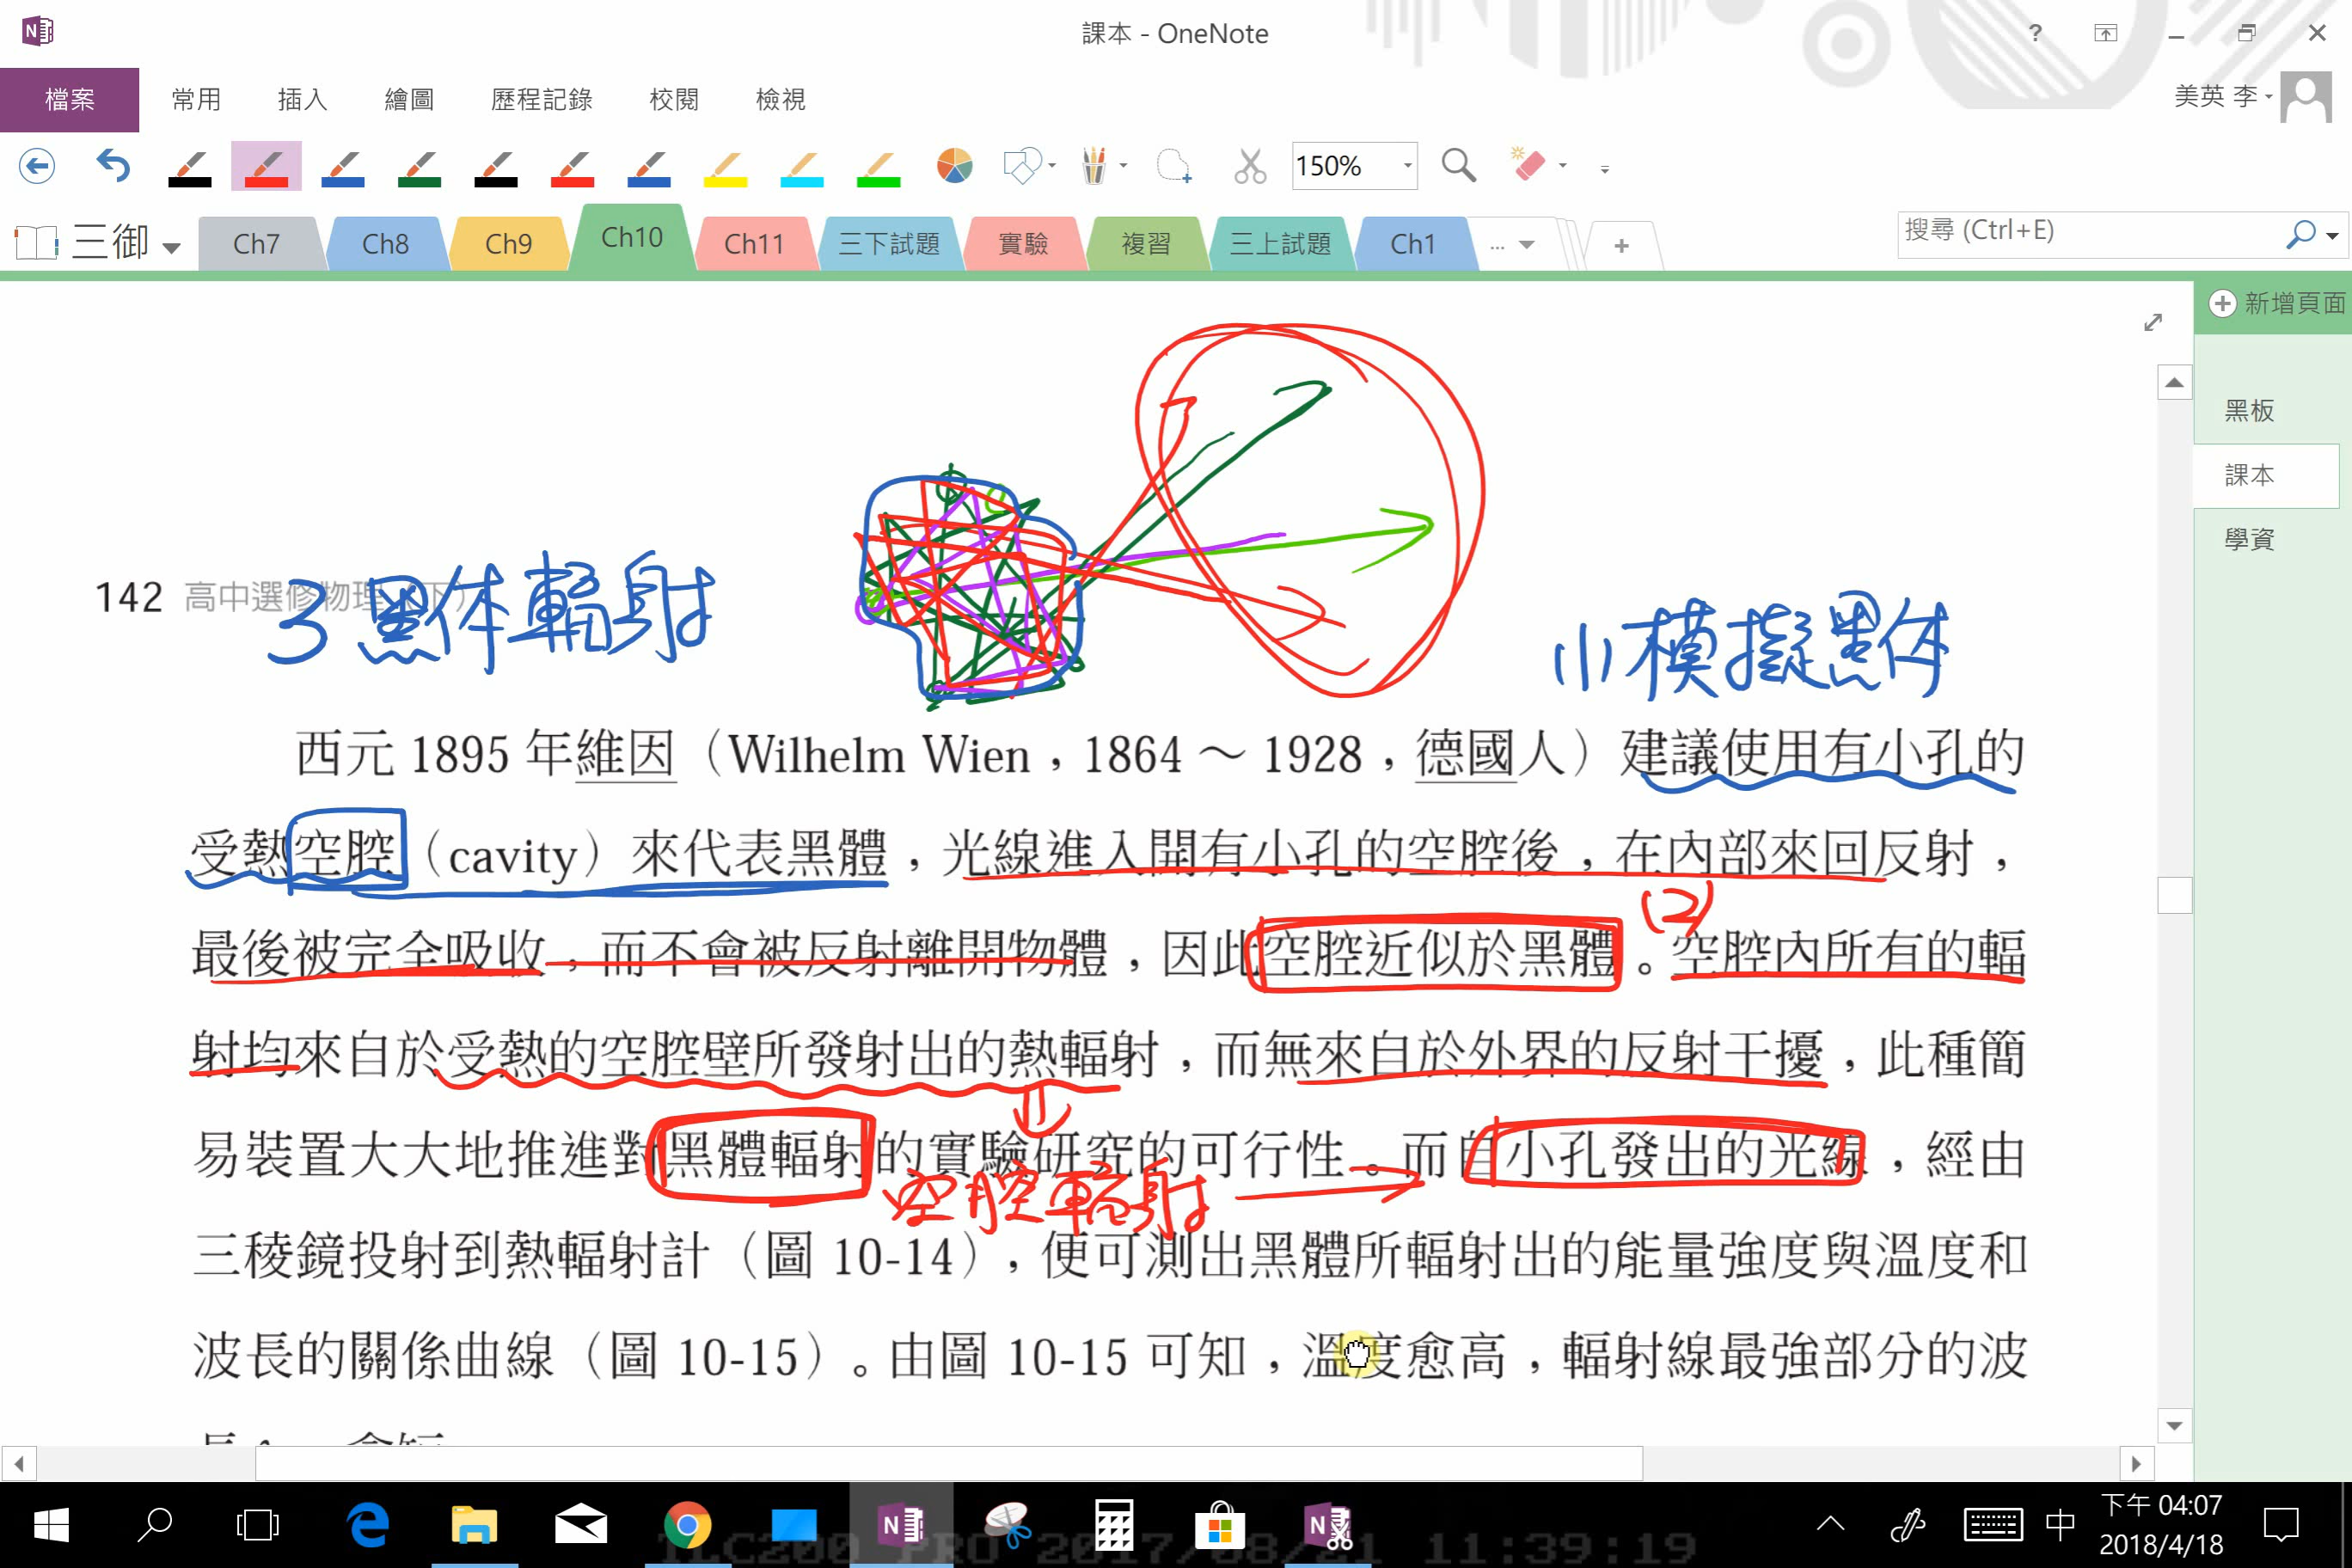 課本 - OneNote
?
檔案 常用 插入 繪圖 歷程記錄 校閱 檢視
美英 李
150%
三御 Ch7 Ch8 Ch9 Ch10 Ch11 三下試題 實驗 複習 三上試題 Ch1 ... +
搜尋 (Ctrl+E)
新增頁面
黑板
課本
學資
142 高中選修物理（下）
3 黑体輻射
(1) 模擬黑体
西元 1895 年維因（Wilhelm Wien，1864 ～ 1928，德國人）建議使用有小孔的
受熱空腔（cavity）來代表黑體，光線進入開有小孔的空腔後，在內部來回反射，
(2)
最後被完全吸收，而不會被反射離開物體，因此空腔近似於黑體。空腔內所有的輻
射均來自於受熱的空腔壁所發射出的熱輻射，而無來自於外界的反射干擾，此種簡
易裝置大大地推進對黑體輻射的實驗研究的可行性。而自小孔發出的光線，經由
空腔輻射
三稜鏡投射到熱輻射計（圖 10-14），便可測出黑體所輻射出的能量強度與溫度和
波長的關係曲線（圖 10-15）。由圖 10-15 可知，溫度愈高，輻射線最強部分的波
中
下午 04:07
2018/4/18
ILC200 PRO 2017/08/21 11:39:19